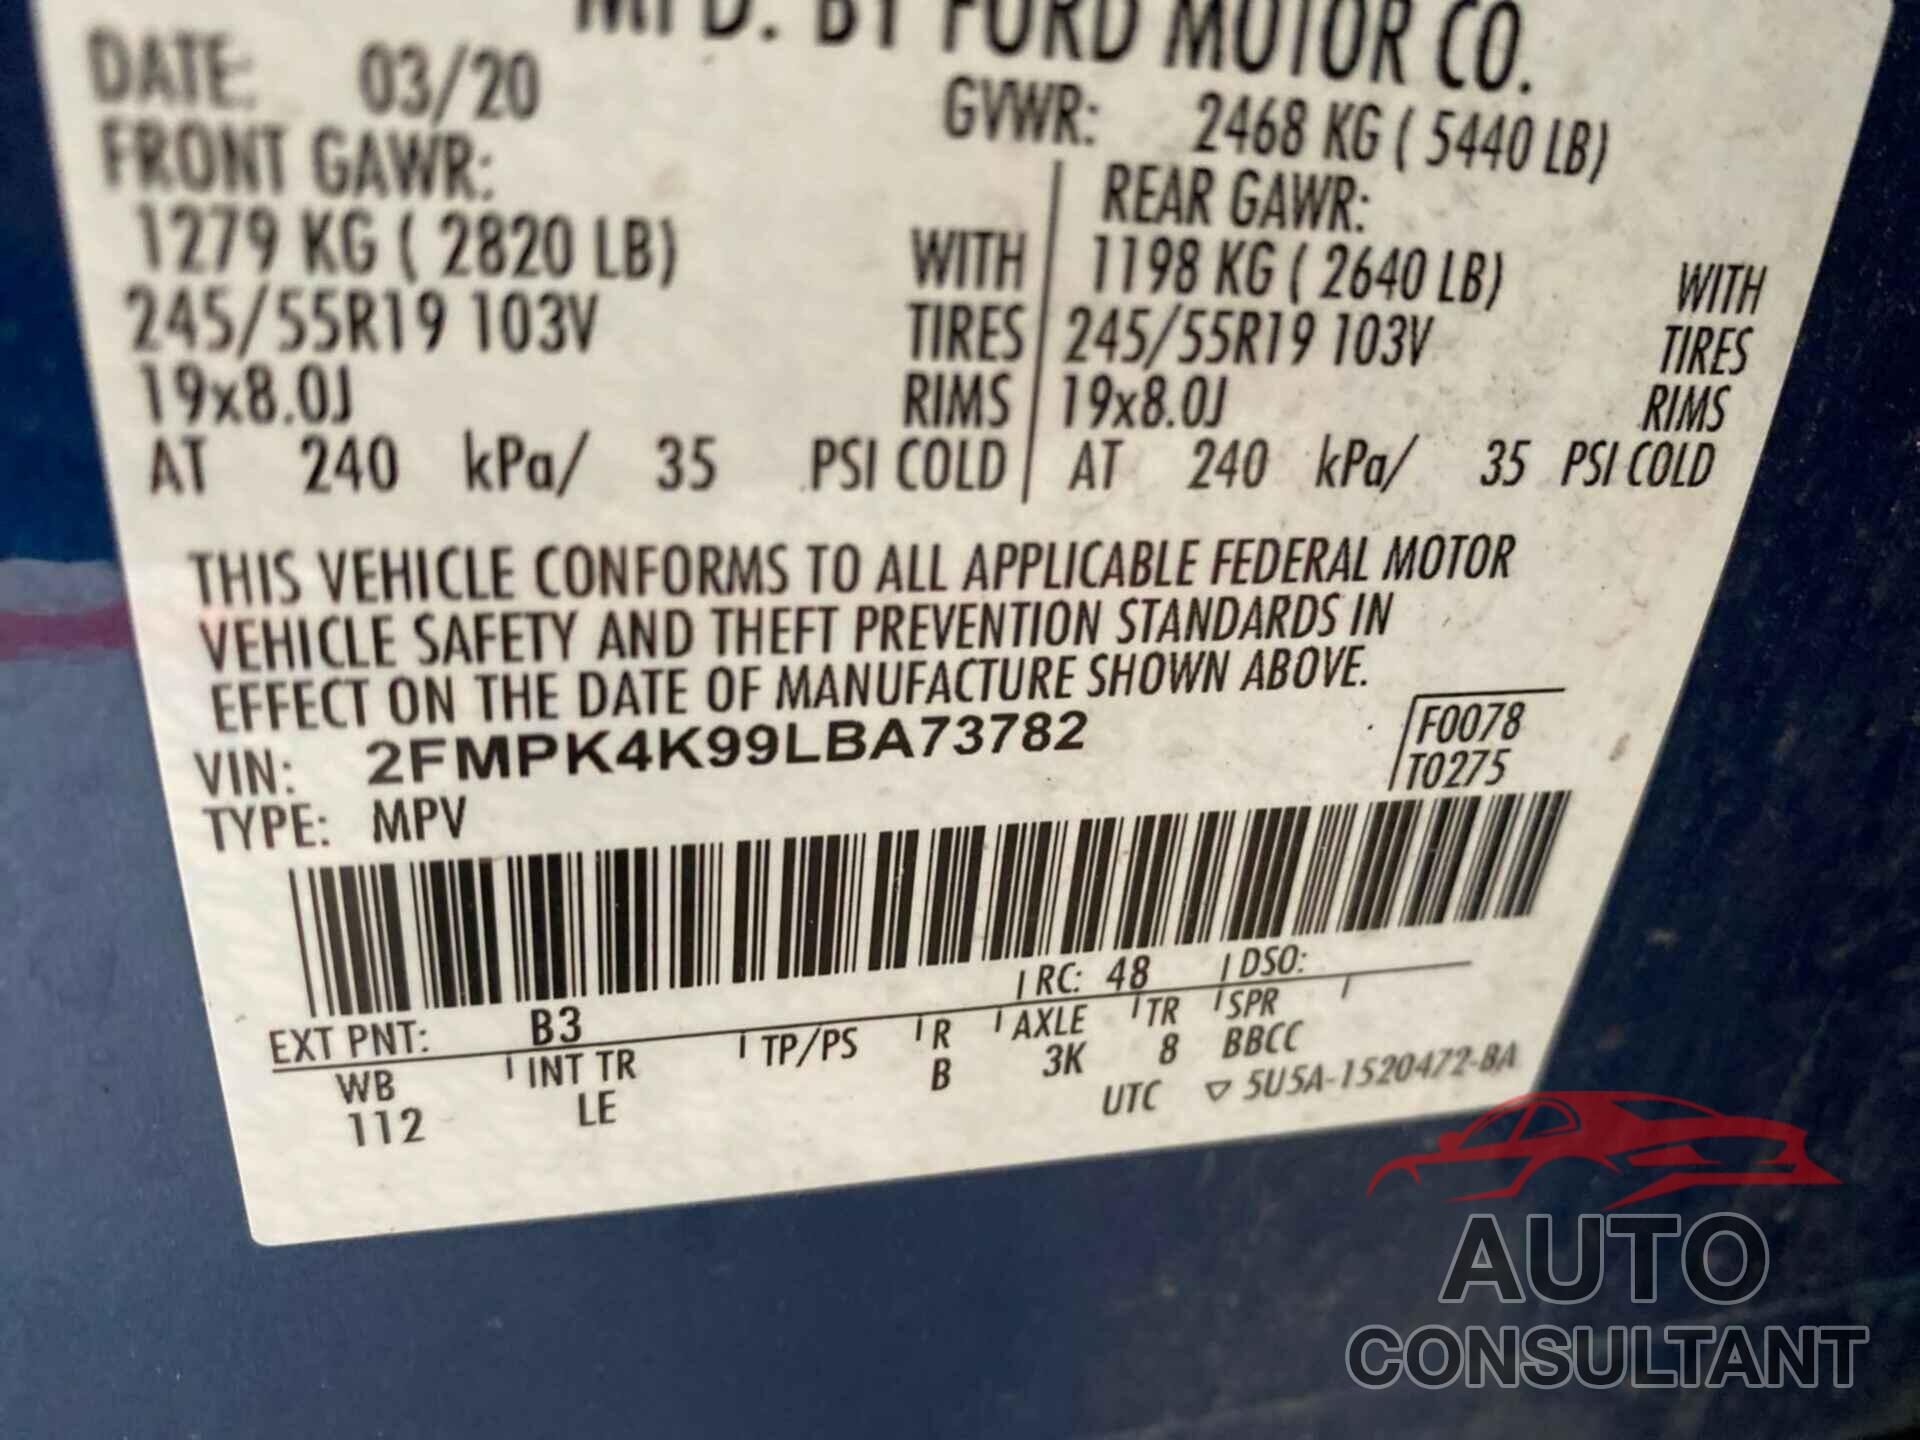 MFD. BY FORD MOTOR CO.
DATE: 03/20 GVWR: 2468 KG ( 5440 LB)
FRONT GAWR: REAR GAWR:
1279 KG ( 2820 LB) WITH 1198 KG ( 2640 LB) WITH
245/55R19 103V TIRES 245/55R19 103V TIRES
19x8.0J RIMS 19x8.0J RIMS
AT 240 kPa/ 35 PSI COLD AT 240 kPa/ 35 PSI COLD
THIS VEHICLE CONFORMS TO ALL APPLICABLE FEDERAL MOTOR
VEHICLE SAFETY AND THEFT PREVENTION STANDARDS IN
EFFECT ON THE DATE OF MANUFACTURE SHOWN ABOVE.
VIN: 2FMPK4K99LBA73782 F0078
TYPE: MPV T0275
EXT PNT: B3 RC: 48 DSO:
WB INT TR TP/PS R AXLE TR SPR
112 LE B 3K 8 BBCC
UTC ▽ 5U5A-1520472-BA
AUTO
CONSULTANT